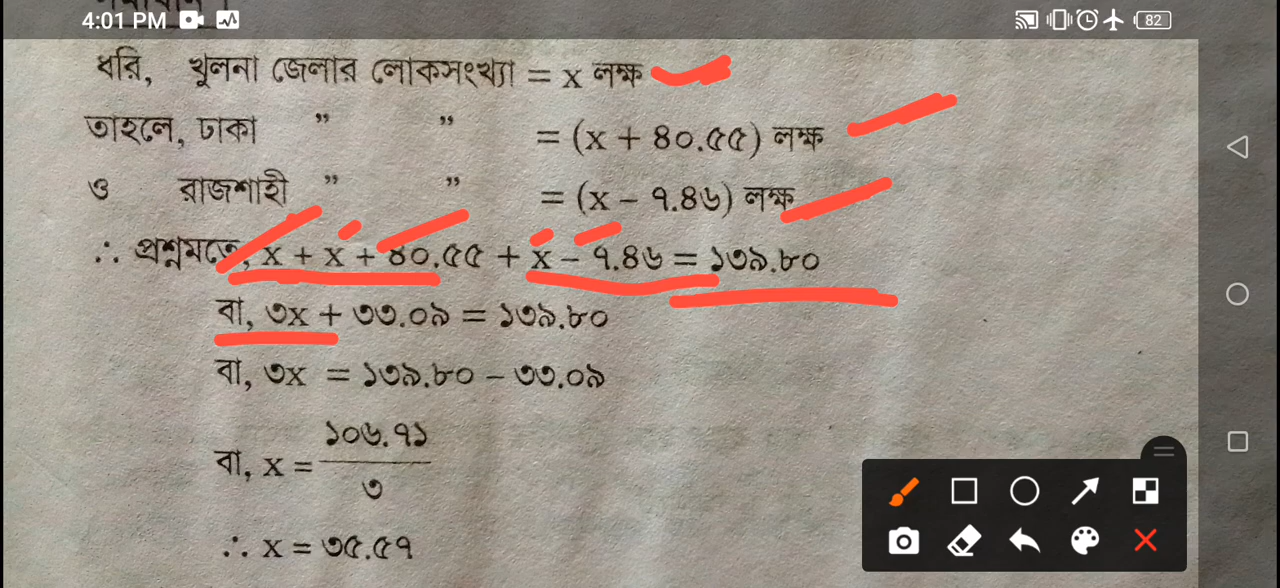 4:01 PM 82
ধরি, খুলনা জেলার লোকসংখ্যা = x লক্ষ
তাহলে, ঢাকা " " = (x + ৪০.৫৫) লক্ষ
ও রাজশাহী " " = (x – ৭.৪৬) লক্ষ
∴ প্রশ্নমতে, x + x + ৪০.৫৫ + x – ৭.৪৬ = ১৩৯.৮০
বা, ৩x + ৩৩.০৯ = ১৩৯.৮০
বা, ৩x = ১৩৯.৮০ – ৩৩.০৯
বা, x = ১০৬.৭১ / ৩
∴ x = ৩৫.৫৭